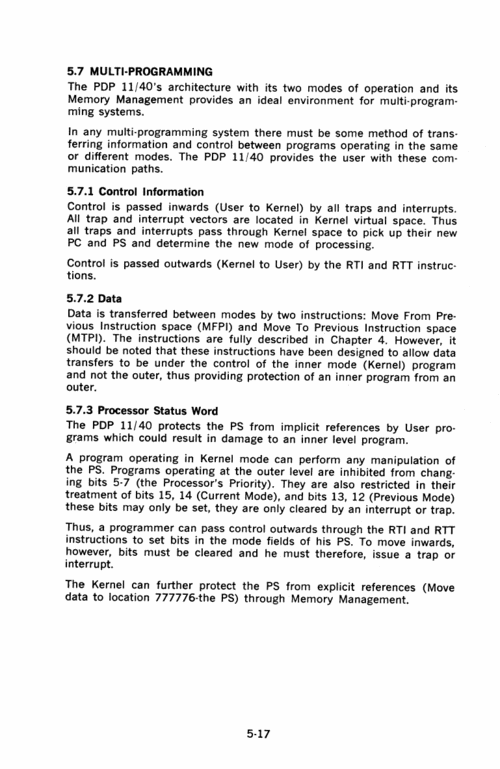 5.7 MULTI-PROGRAMMING
The PDP 11/40's architecture with its two modes of operation and its
Memory Management provides an ideal environment for multi-program-
ming systems.
In any multi-programming system there must be some method of trans-
ferring information and control between programs operating in the same
or different modes. The PDP 11/40 provides the user with these com-
munication paths.
5.7.1 Control Information
Control is passed inwards (User to Kernel) by all traps and interrupts.
All trap and interrupt vectors are located in Kernel virtual space. Thus
all traps and interrupts pass through Kernel space to pick up their new
PC and PS and determine the new mode of processing.
Control is passed outwards (Kernel to User) by the RTI and RTT instruc-
tions.
5.7.2 Data
Data is transferred between modes by two instructions: Move From Pre-
vious Instruction space (MFPI) and Move To Previous Instruction space
(MTPI). The instructions are fully described in Chapter 4. However, it
should be noted that these instructions have been designed to allow data
transfers to be under the control of the inner mode (Kernel) program
and not the outer, thus providing protection of an inner program from an
outer.
5.7.3 Processor Status Word
The PDP 11/40 protects the PS from implicit references by User pro-
grams which could result in damage to an inner level program.
A program operating in Kernel mode can perform any manipulation of
the PS. Programs operating at the outer level are inhibited from chang-
ing bits 5-7 (the Processor's Priority). They are also restricted in their
treatment of bits 15, 14 (Current Mode), and bits 13, 12 (Previous Mode)
these bits may only be set, they are only cleared by an interrupt or trap.
Thus, a programmer can pass control outwards through the RTI and RTT
instructions to set bits in the mode fields of his PS. To move inwards,
however, bits must be cleared and he must therefore, issue a trap or
interrupt.
The Kernel can further protect the PS from explicit references (Move
data to location 777776-the PS) through Memory Management.
5-17